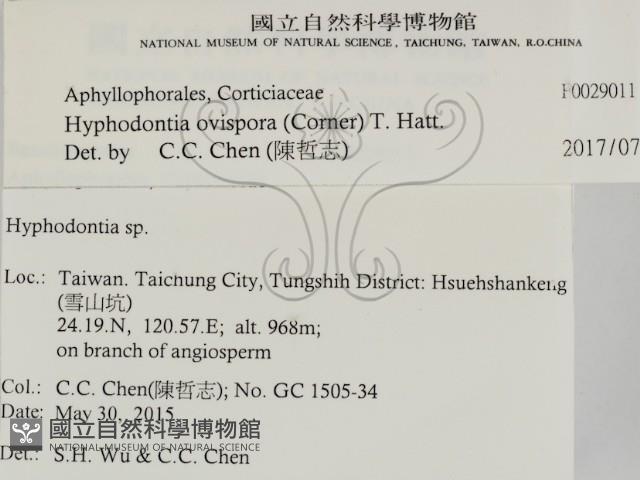 國立自然科學博物館
NATIONAL MUSEUM OF NATURAL SCIENCE, TAICHUNG, TAIWAN, R.O.CHINA
Aphyllophorales, Corticiaceae F0029011
Hyphodontia ovispora (Corner) T. Hatt.
Det. by C.C. Chen (陳哲志) 2017/07
Hyphodontia sp.
Loc.: Taiwan. Taichung City, Tungshih District: Hsuehshankeng
(雪山坑)
24.19.N, 120.57.E; alt. 968m;
on branch of angiosperm
Col.: C.C. Chen(陳哲志); No. GC 1505-34
Date: May 30, 2015
國立自然科學博物館
NATIONAL MUSEUM OF NATURAL SCIENCE
Det.: S.H. Wu & C.C. Chen